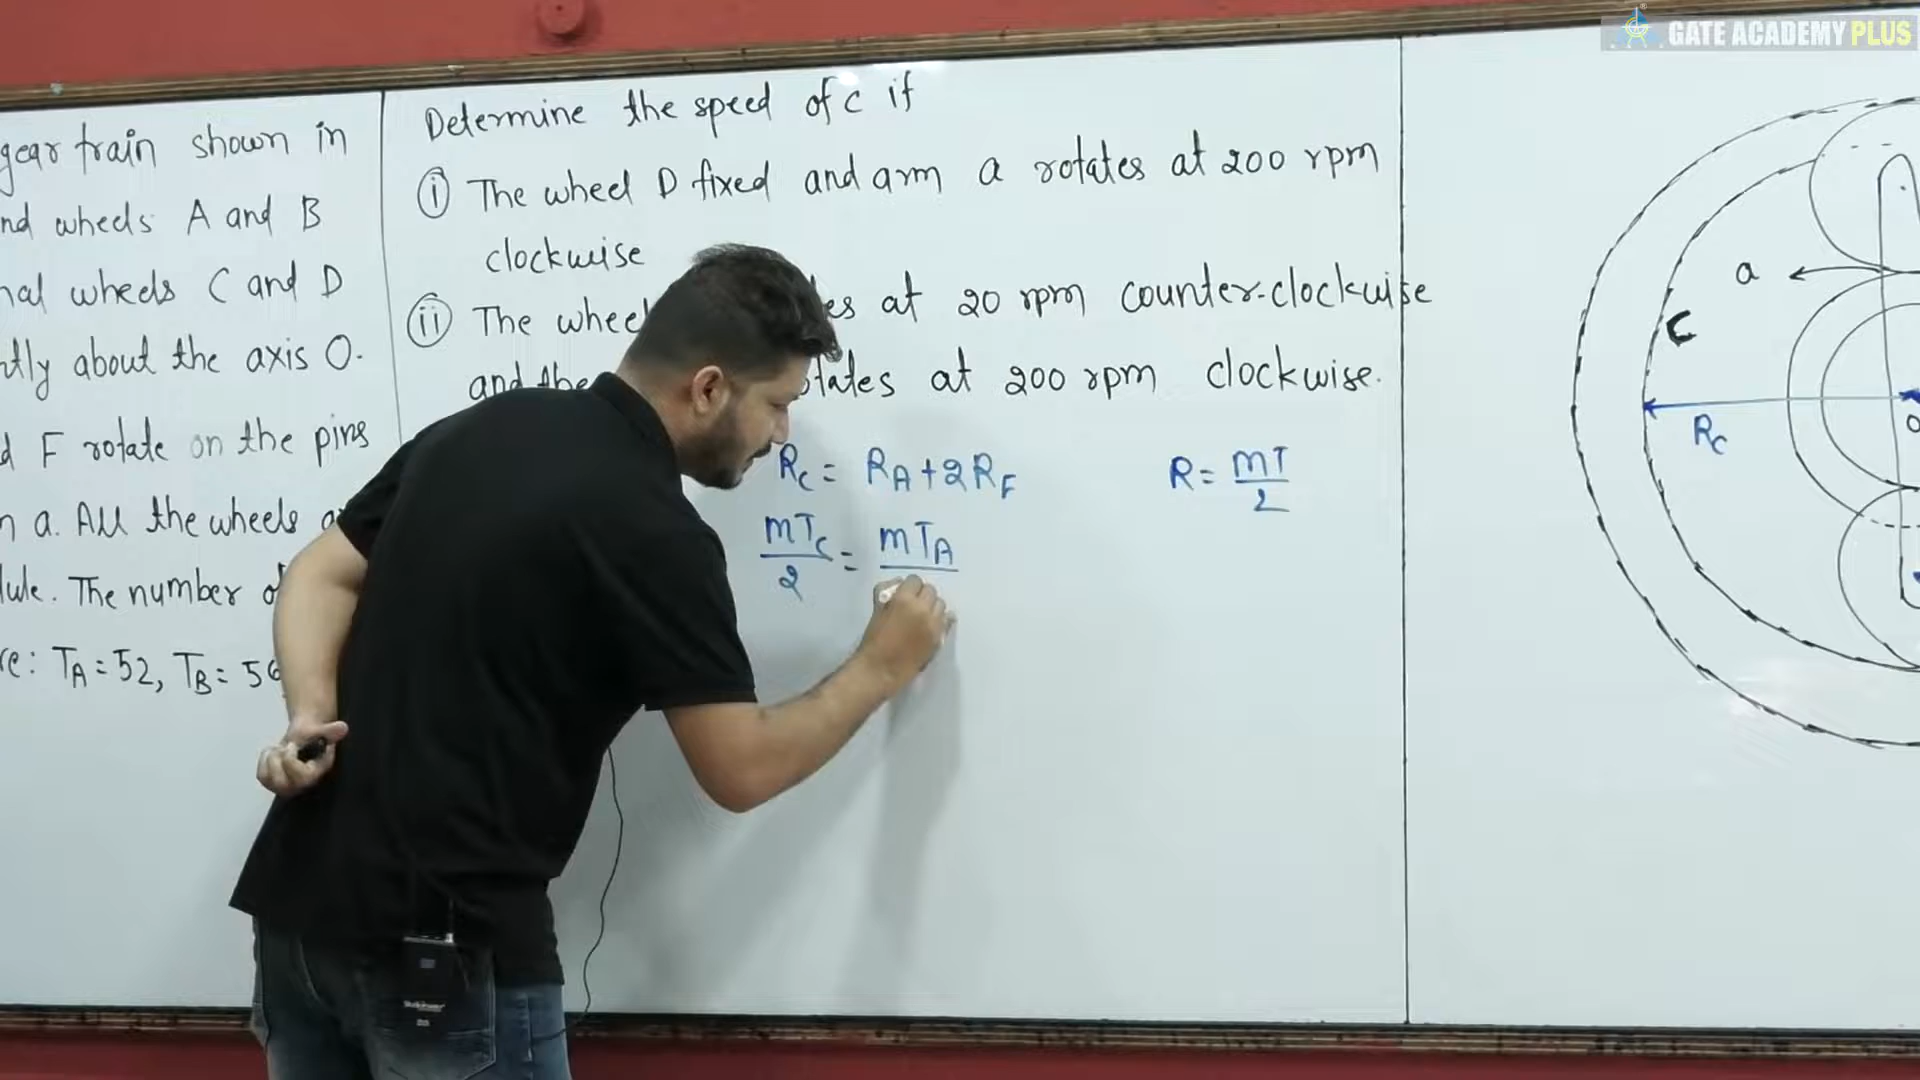 GATE ACADEMY PLUS
gear train shown in
nd wheels A and B
nal wheels C and D
ntly about the axis O.
d F rotate on the pins
n a. All the wheels a
dule. The number o
re: TA = 52, TB = 56
Determine the speed of C if
(i) The wheel D fixed and arm a rotates at 200 rpm
clockwise
(ii) The wheel es at 20 rpm counter-clockwise
and the otates at 200 rpm clockwise.
RC = RA + 2RF
R = mT/2
mTC/2 = mTA
a
C
RC
O